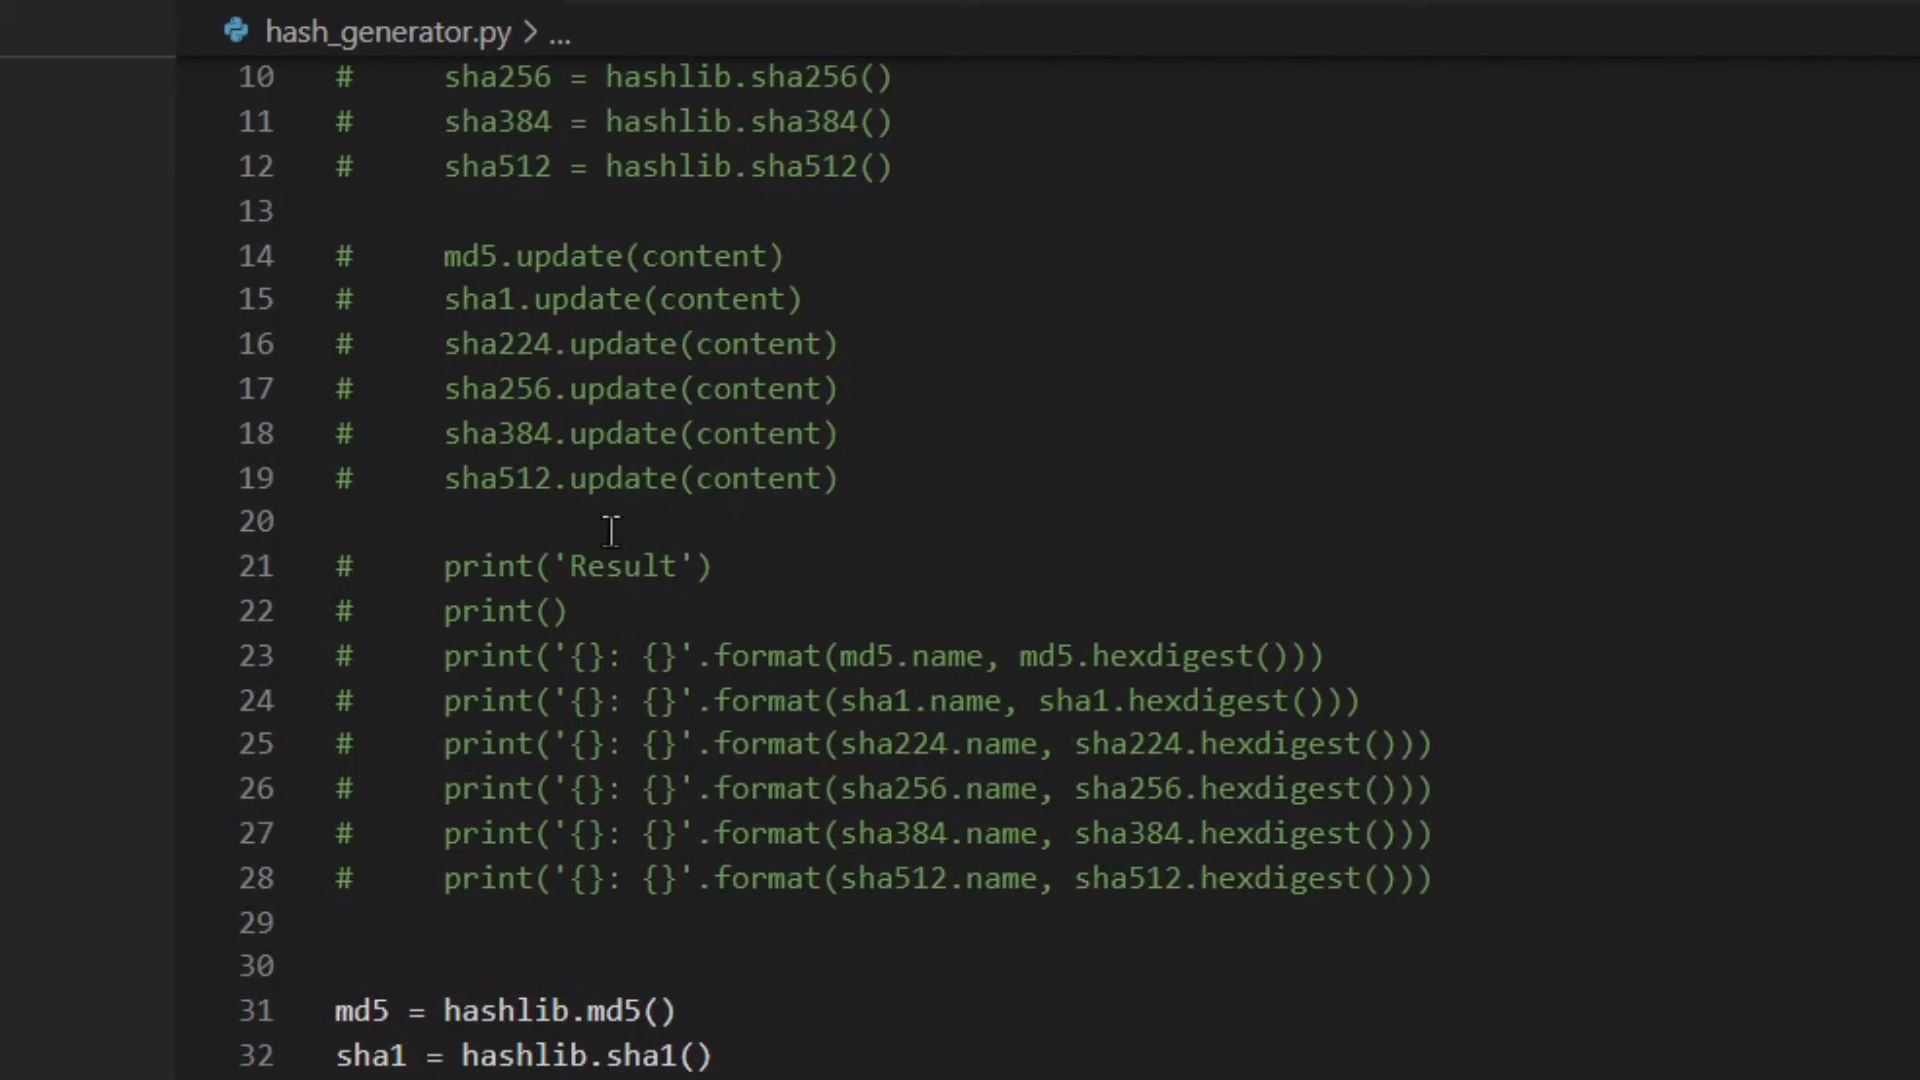 hash_generator.py > ...
10 #     sha256 = hashlib.sha256()
11 #     sha384 = hashlib.sha384()
12 #     sha512 = hashlib.sha512()
13
14 #     md5.update(content)
15 #     sha1.update(content)
16 #     sha224.update(content)
17 #     sha256.update(content)
18 #     sha384.update(content)
19 #     sha512.update(content)
20
21 #     print('Result')
22 #     print()
23 #     print('{}: {}'.format(md5.name, md5.hexdigest()))
24 #     print('{}: {}'.format(sha1.name, sha1.hexdigest()))
25 #     print('{}: {}'.format(sha224.name, sha224.hexdigest()))
26 #     print('{}: {}'.format(sha256.name, sha256.hexdigest()))
27 #     print('{}: {}'.format(sha384.name, sha384.hexdigest()))
28 #     print('{}: {}'.format(sha512.name, sha512.hexdigest()))
29
30
31 md5 = hashlib.md5()
32 sha1 = hashlib.sha1()